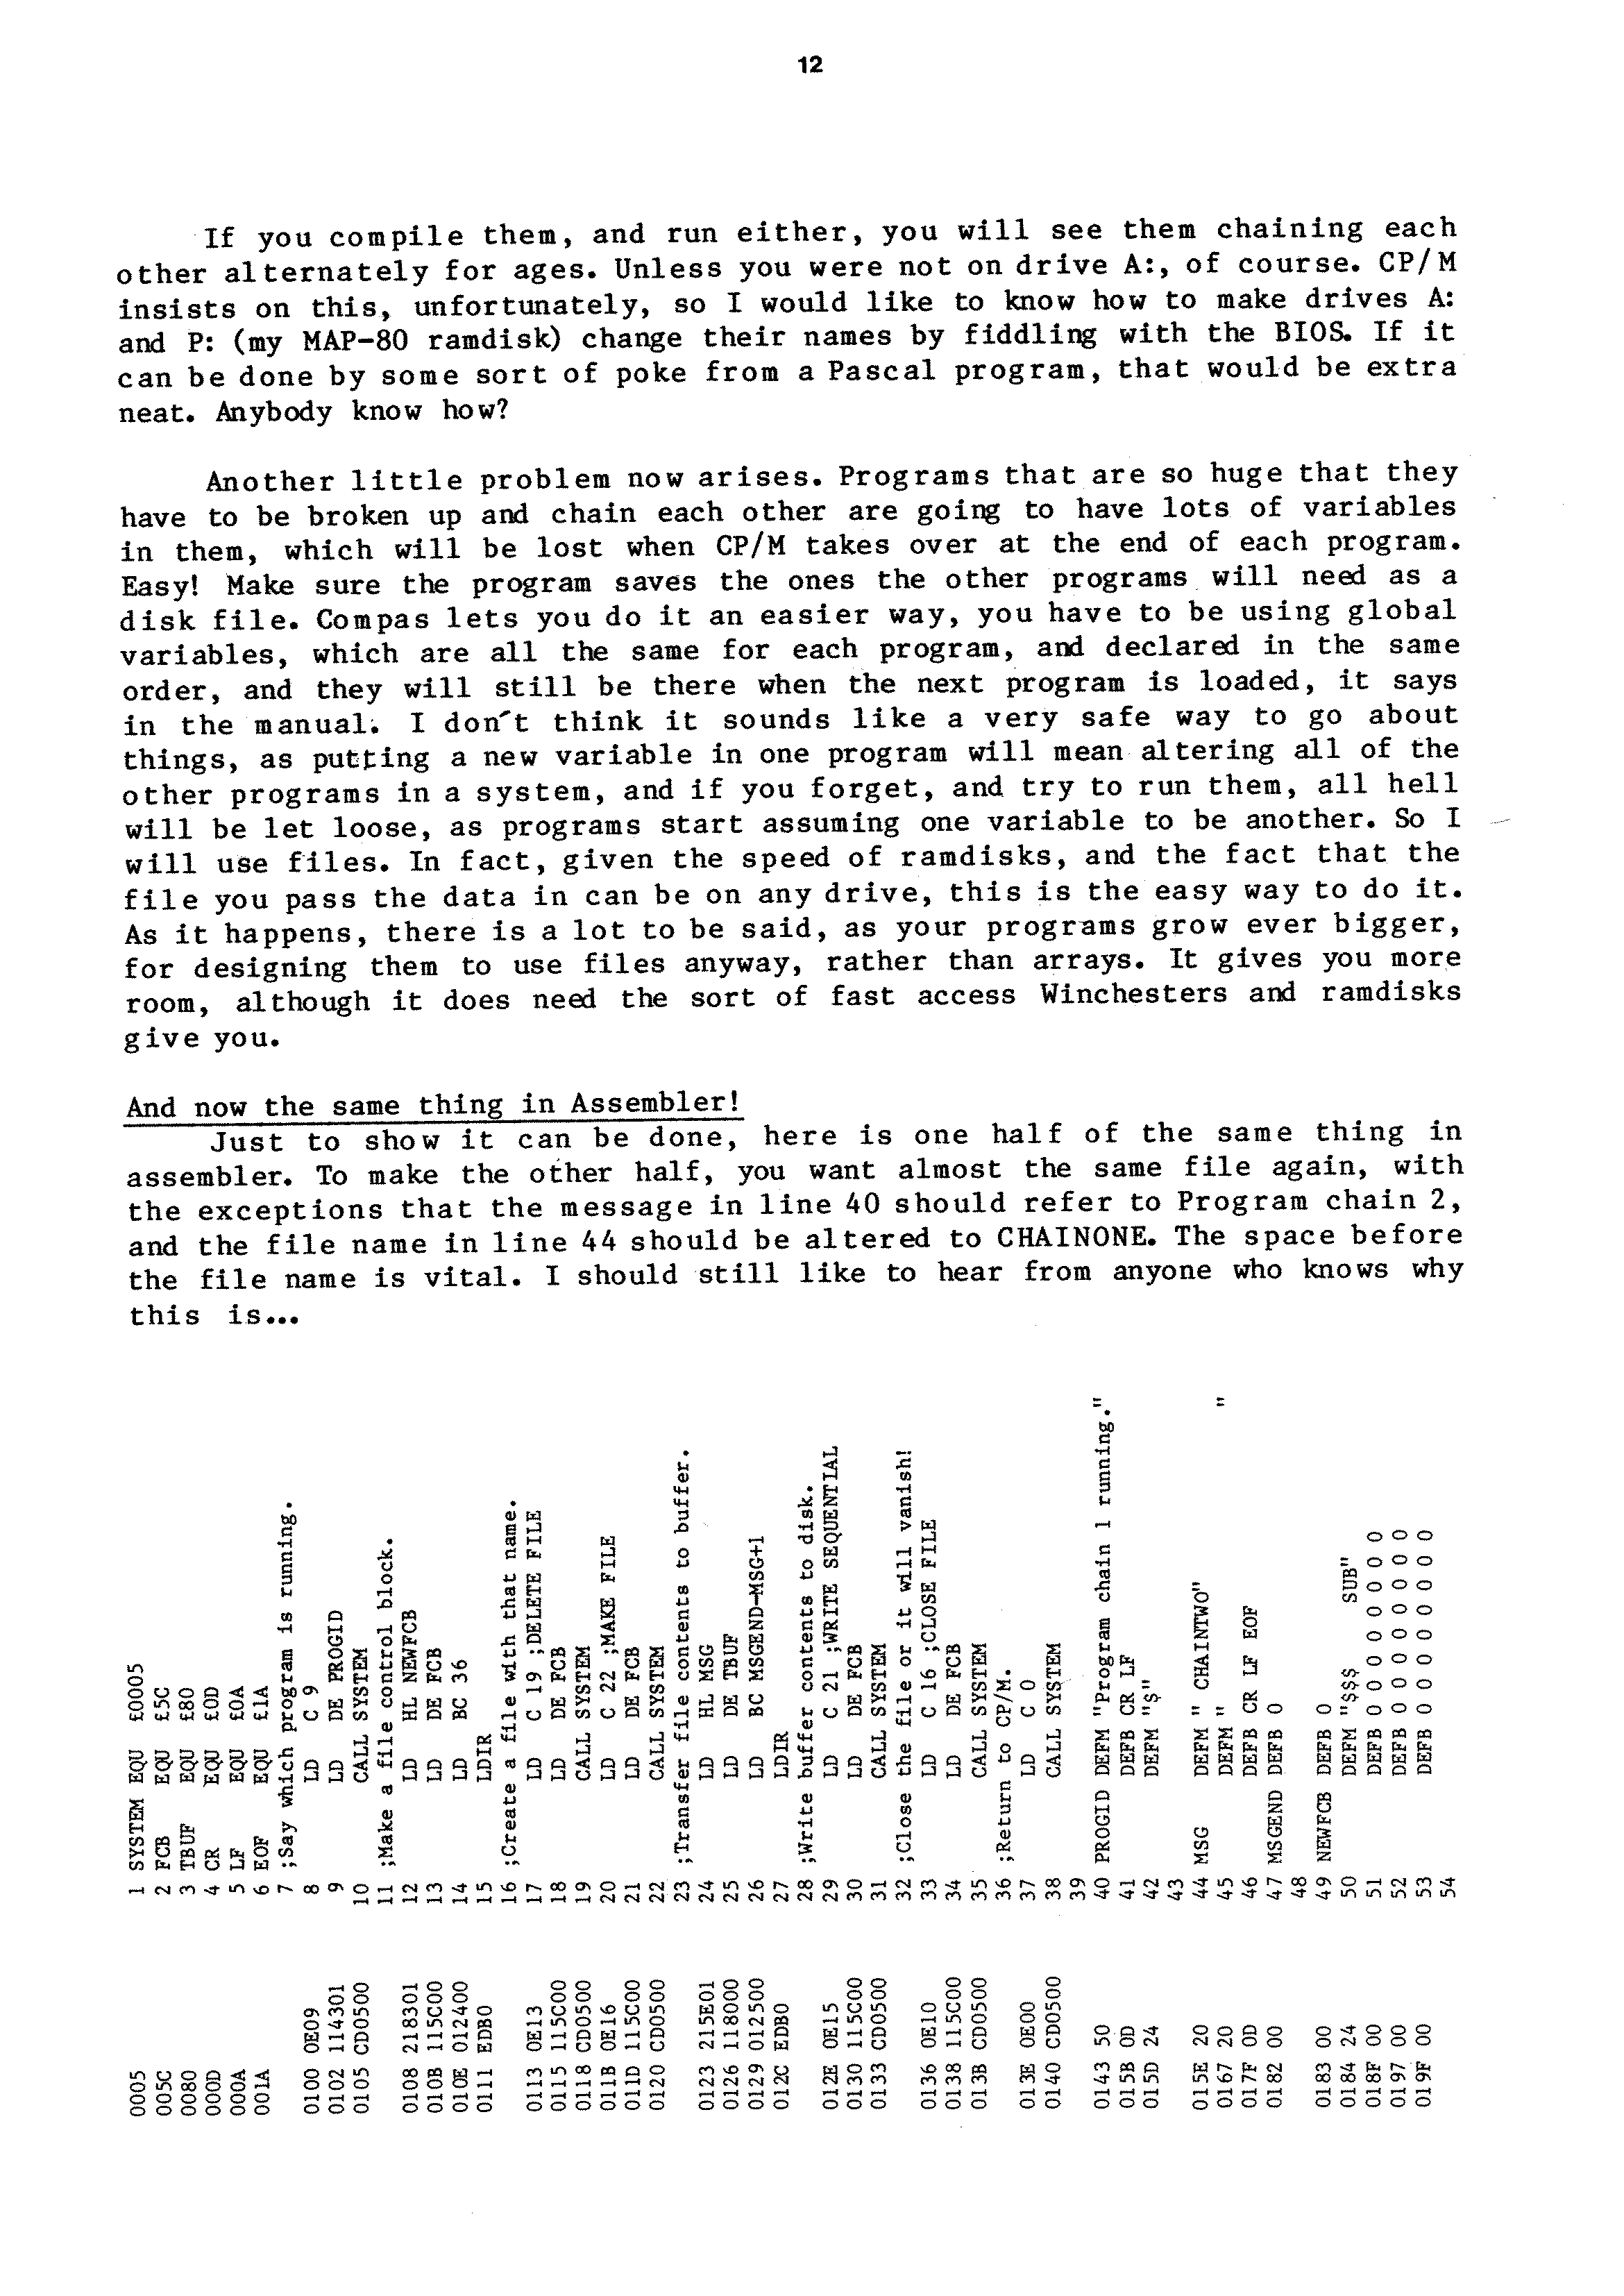 12
If you compile them, and run either, you will see them chaining each
other alternately for ages. Unless you were not on drive A:, of course. CP/M
insists on this, unfortunately, so I would like to know how to make drives A:
and P: (my MAP-80 ramdisk) change their names by fiddling with the BIOS. If it
can be done by some sort of poke from a Pascal program, that would be extra
neat. Anybody know how?
Another little problem now arises. Programs that are so huge that they
have to be broken up and chain each other are going to have lots of variables
in them, which will be lost when CP/M takes over at the end of each program.
Easy! Make sure the program saves the ones the other programs will need as a
disk file. Compas lets you do it an easier way, you have to be using global
variables, which are all the same for each program, and declared in the same
order, and they will still be there when the next program is loaded, it says
in the manual. I don't think it sounds like a very safe way to go about
things, as putting a new variable in one program will mean altering all of the
other programs in a system, and if you forget, and try to run them, all hell
will be let loose, as programs start assuming one variable to be another. So I
will use files. In fact, given the speed of ramdisks, and the fact that the
file you pass the data in can be on any drive, this is the easy way to do it.
As it happens, there is a lot to be said, as your programs grow ever bigger,
for designing them to use files anyway, rather than arrays. It gives you more
room, although it does need the sort of fast access Winchesters and ramdisks
give you.
And now the same thing in Assembler!
Just to show it can be done, here is one half of the same thing in
assembler. To make the other half, you want almost the same file again, with
the exceptions that the message in line 40 should refer to Program chain 2,
and the file name in line 44 should be altered to CHAINONE. The space before
the file name is vital. I should still like to hear from anyone who knows why
this is...
0005 1 SYSTEM EQU £0005
005C 2 FCB EQU £5C
0080 3 TBUF EQU £80
000D 4 CR EQU £0D
000A 5 LF EQU £0A
001A 6 EOF EQU £1A
7 ;Say which program is running.
0100 0E09 8 LD C 9
0102 114301 9 LD DE PROGID
0105 CD0500 10 CALL SYSTEM
11 ;Make a file control block.
0108 218301 12 LD HL NEWFCB
010B 115C00 13 LD DE FCB
010E 012400 14 LD BC 36
0111 EDB0 15 LDIR
16 ;Create a file with that name.
0113 0E13 17 LD C 19 ;DELETE FILE
0115 115C00 18 LD DE FCB
0118 CD0500 19 CALL SYSTEM
011B 0E16 20 LD C 22 ;MAKE FILE
011D 115C00 21 LD DE FCB
0120 CD0500 22 CALL SYSTEM
23 ;Transfer file contents to buffer.
0123 215E01 24 LD HL MSG
0126 118000 25 LD DE TBUF
0129 012500 26 LD BC MSGEND-MSG+1
012C EDB0 27 LDIR
28 ;Write buffer contents to disk.
012E 0E15 29 LD C 21 ;WRITE SEQUENTIAL
0130 115C00 30 LD DE FCB
0133 CD0500 31 CALL SYSTEM
32 ;Close the file or it will vanish!
0136 0E10 33 LD C 16 ;CLOSE FILE
0138 115C00 34 LD DE FCB
013B CD0500 35 CALL SYSTEM
36 ;Return to CP/M.
013E 0E00 37 LD C 0
0140 CD0500 38 CALL SYSTEM
39
0143 50 40 PROGID DEFM "Program chain 1 running."
015B 0D 41 DEFB CR LF
015D 24 42 DEFM "$"
43
015E 20 44 MSG DEFM " CHAINTWO"
0167 20 45 DEFM " "
017F 0D 46 DEFB CR LF EOF
0182 00 47 MSGEND DEFB 0
48
0183 00 49 NEWFCB DEFB 0
0184 24 50 DEFM "$$$ SUB"
018F 00 51 DEFB 0 0 0 0 0 0 0 0
0197 00 52 DEFB 0 0 0 0 0 0 0 0
019F 00 53 DEFB 0 0 0 0 0 0 0 0
54